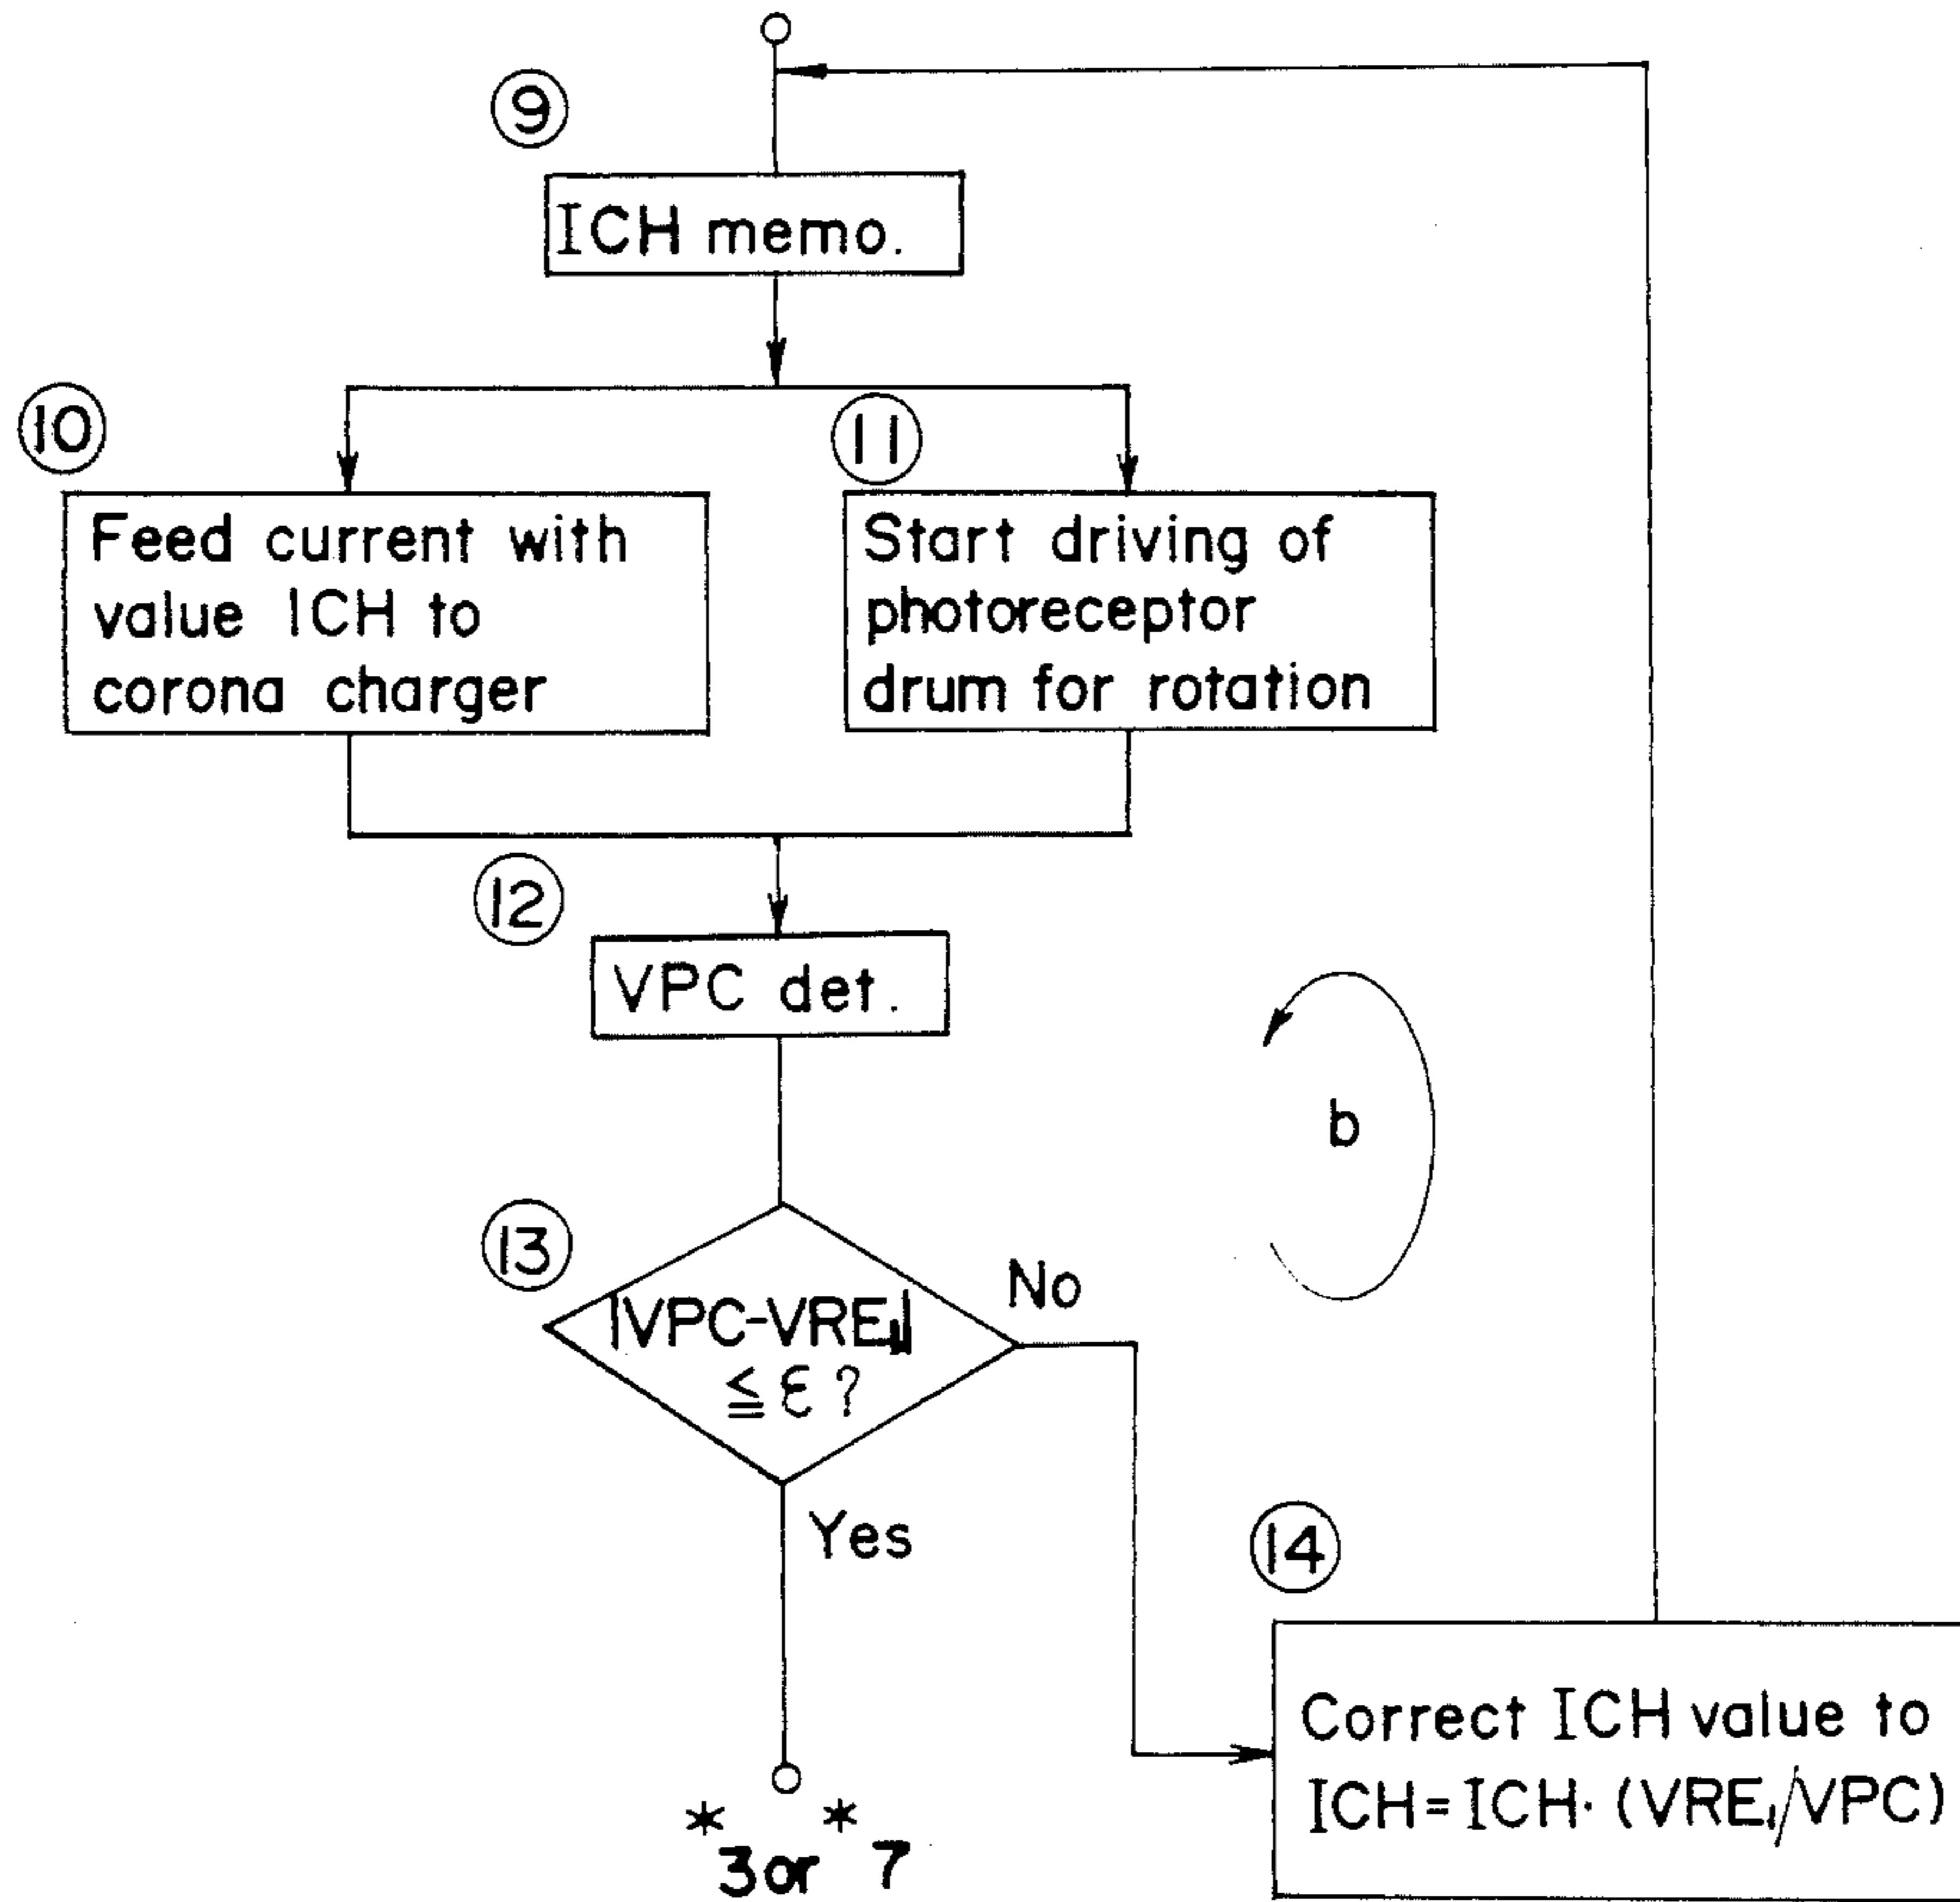 9
ICH memo.
10
11
Feed current with
value ICH to
corona charger
Start driving of
photoreceptor
drum for rotation
12
VPC det.
b
13
|VPC-VRE₁|
≦ε?
No
Yes
14
Correct ICH value to
ICH=ICH·(VRE₁/VPC)
* *
3 or 7